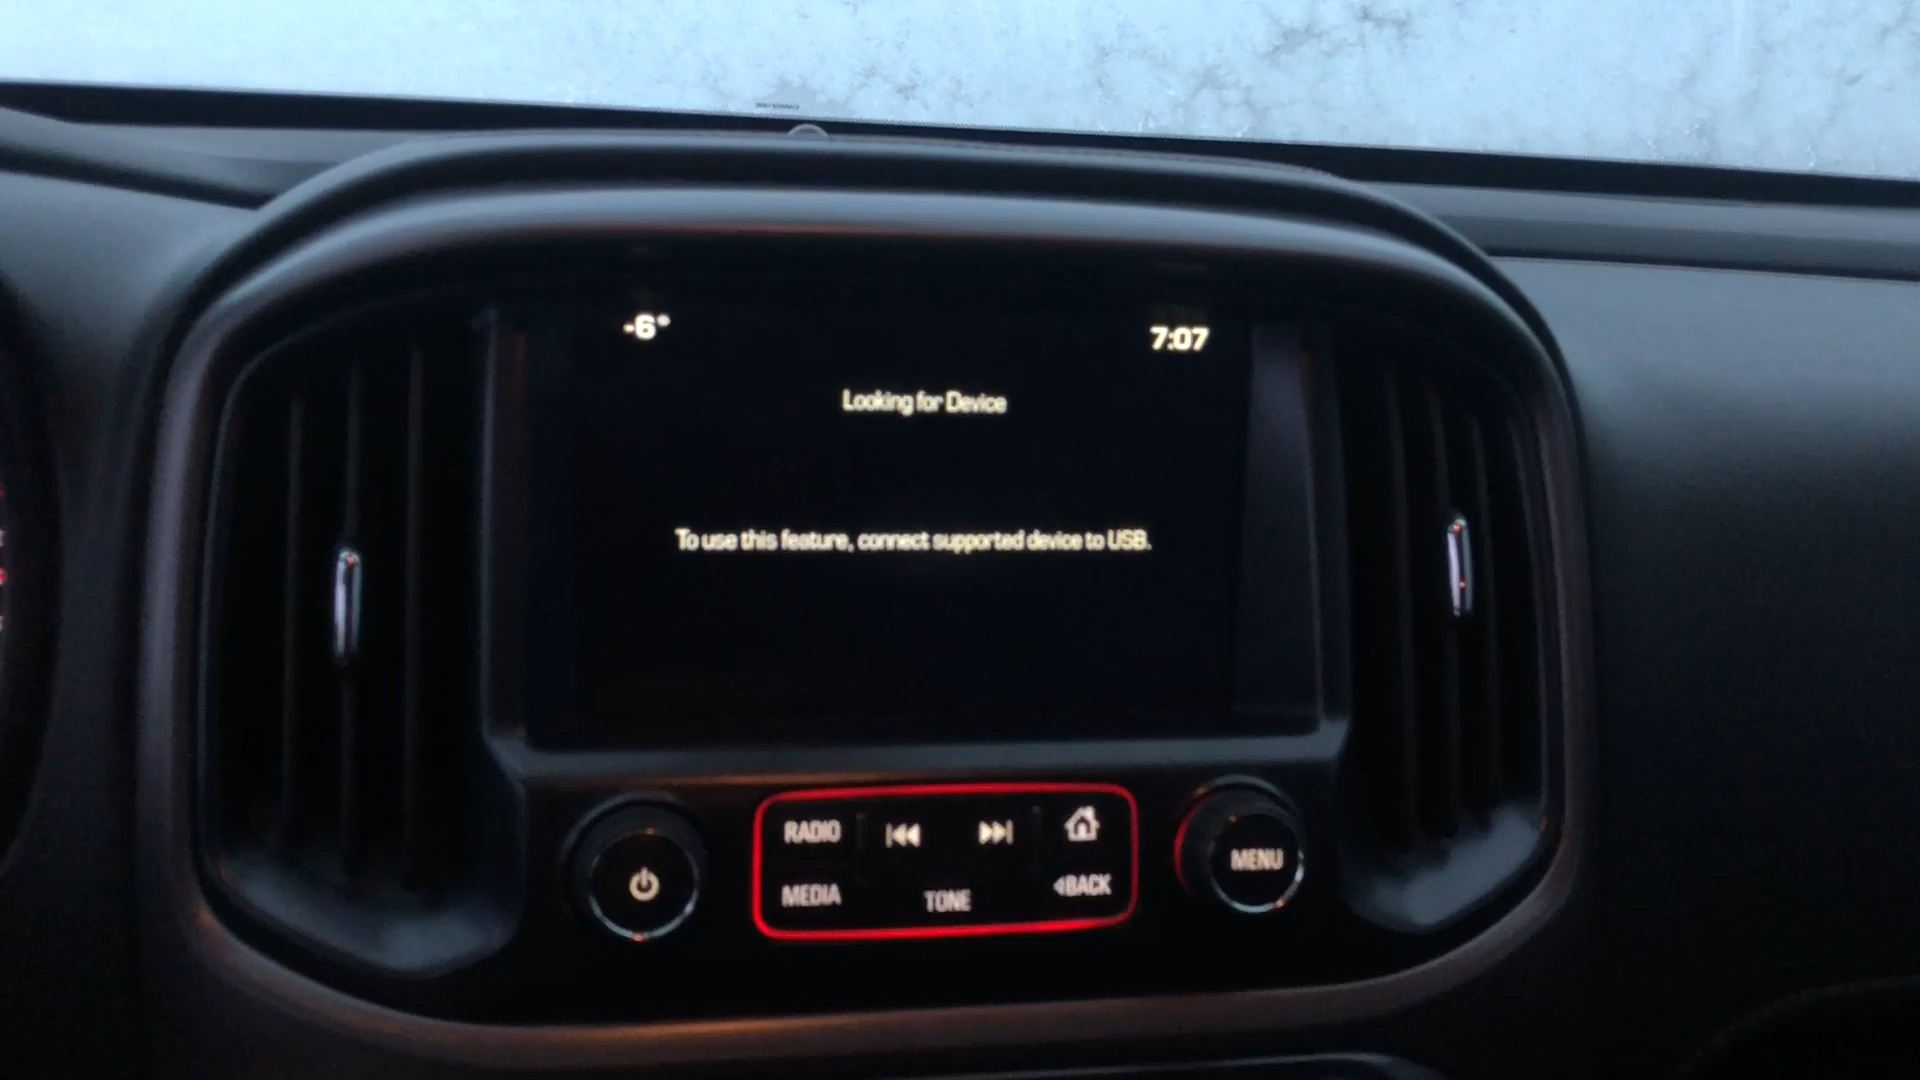 -6°
7:07
Looking for Device
To use this feature, connect supported device to USB.
RADIO
MENU
MEDIA
TONE
BACK